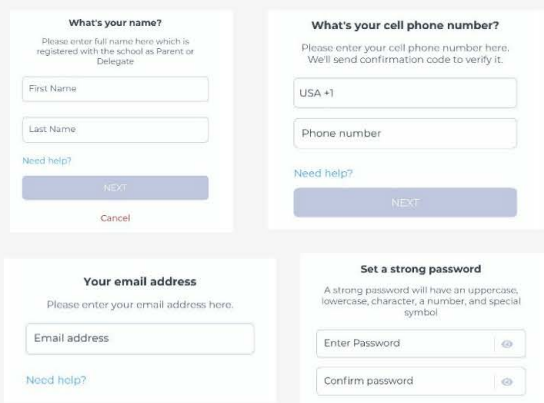 What's your name?
Please enter full name here which is
registered with the school as Parent or
Delegate
First Name
Last Name
Need help?
NEXT
Cancel
What's your cell phone number?
Please enter your cell phone number here.
We'll send confirmation code to verify it.
USA +1
Phone number
Need help?
NEXT
Your email address
Please enter your email address here.
Email address
Need help?
Set a strong password
A strong password will have an uppercase,
lowercase, character, a number, and special
symbol
Enter Password
Confirm password